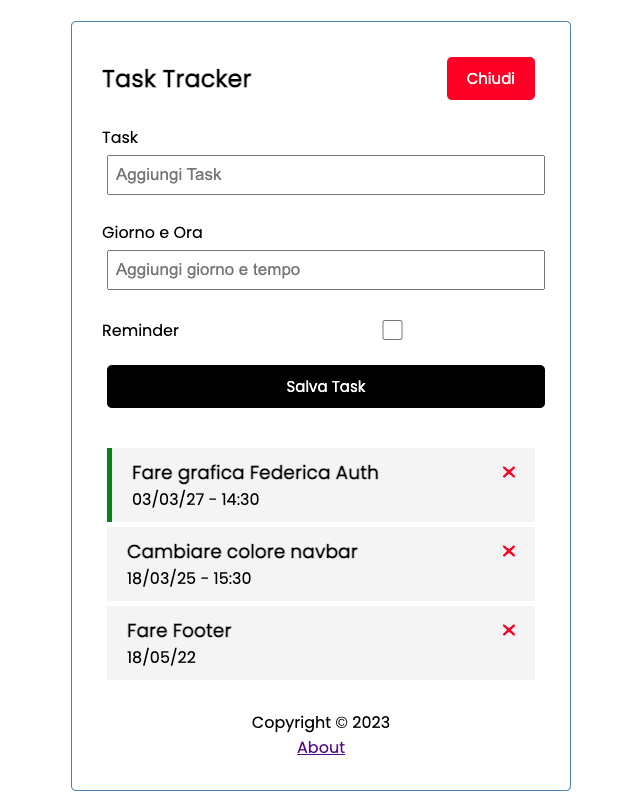 Task Tracker
Chiudi
Task
Aggiungi Task
Giorno e Ora
Aggiungi giorno e tempo
Reminder
Salva Task
Fare grafica Federica Auth
03/03/27 - 14:30
Cambiare colore navbar
18/03/25 - 15:30
Fare Footer
18/05/22
Copyright © 2023
About